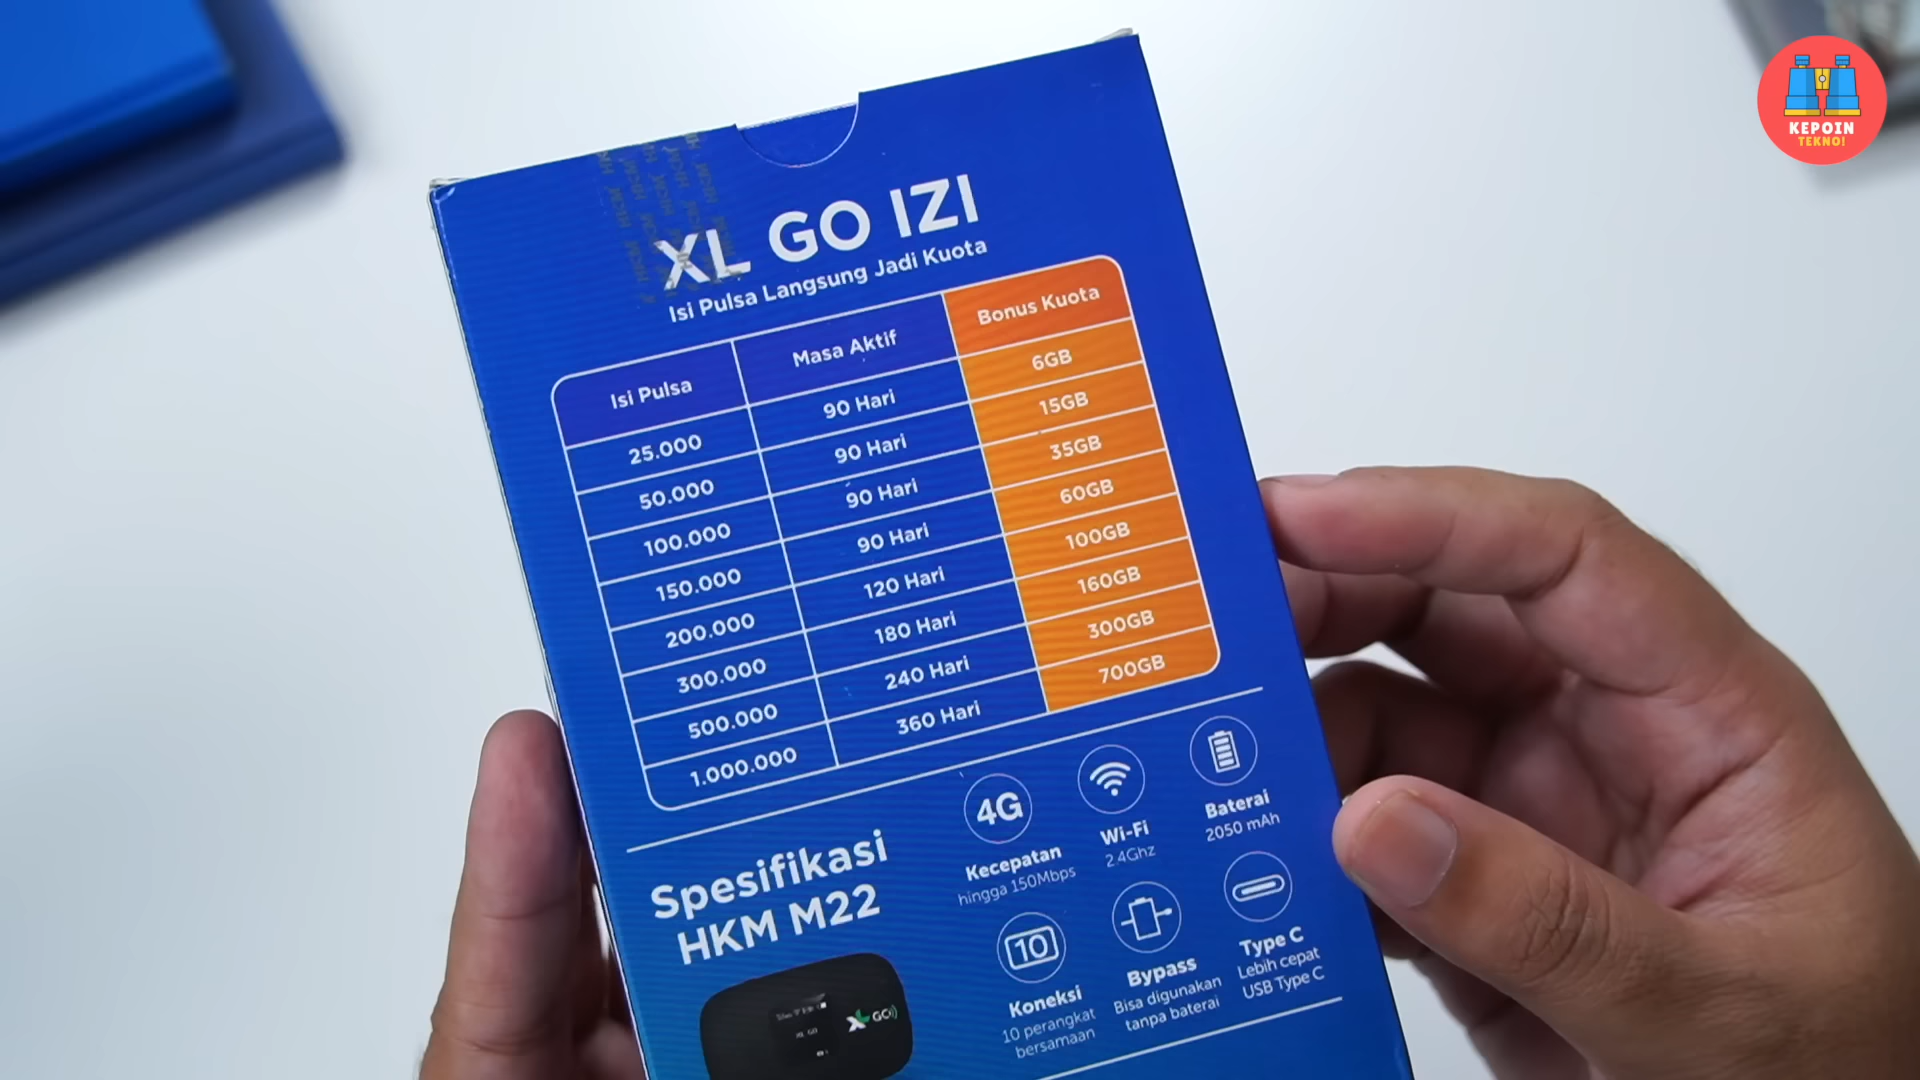 KEPOIN
TEKNO!
XL GO IZI
Isi Pulsa Langsung Jadi Kuota
Isi Pulsa Masa Aktif Bonus Kuota
25.000 90 Hari 6GB
50.000 90 Hari 15GB
100.000 90 Hari 35GB
150.000 90 Hari 60GB
200.000 120 Hari 100GB
300.000 180 Hari 160GB
500.000 240 Hari 300GB
1.000.000 360 Hari 700GB
Spesifikasi
HKM M22
4G
Kecepatan
hingga 150Mbps
Wi-Fi
2.4Ghz
Baterai
2050 mAh
10
Koneksi
10 perangkat
bersamaan
Bypass
Bisa digunakan
tanpa baterai
Type C
Lebih cepat
USB Type C
XL GO
XL GO